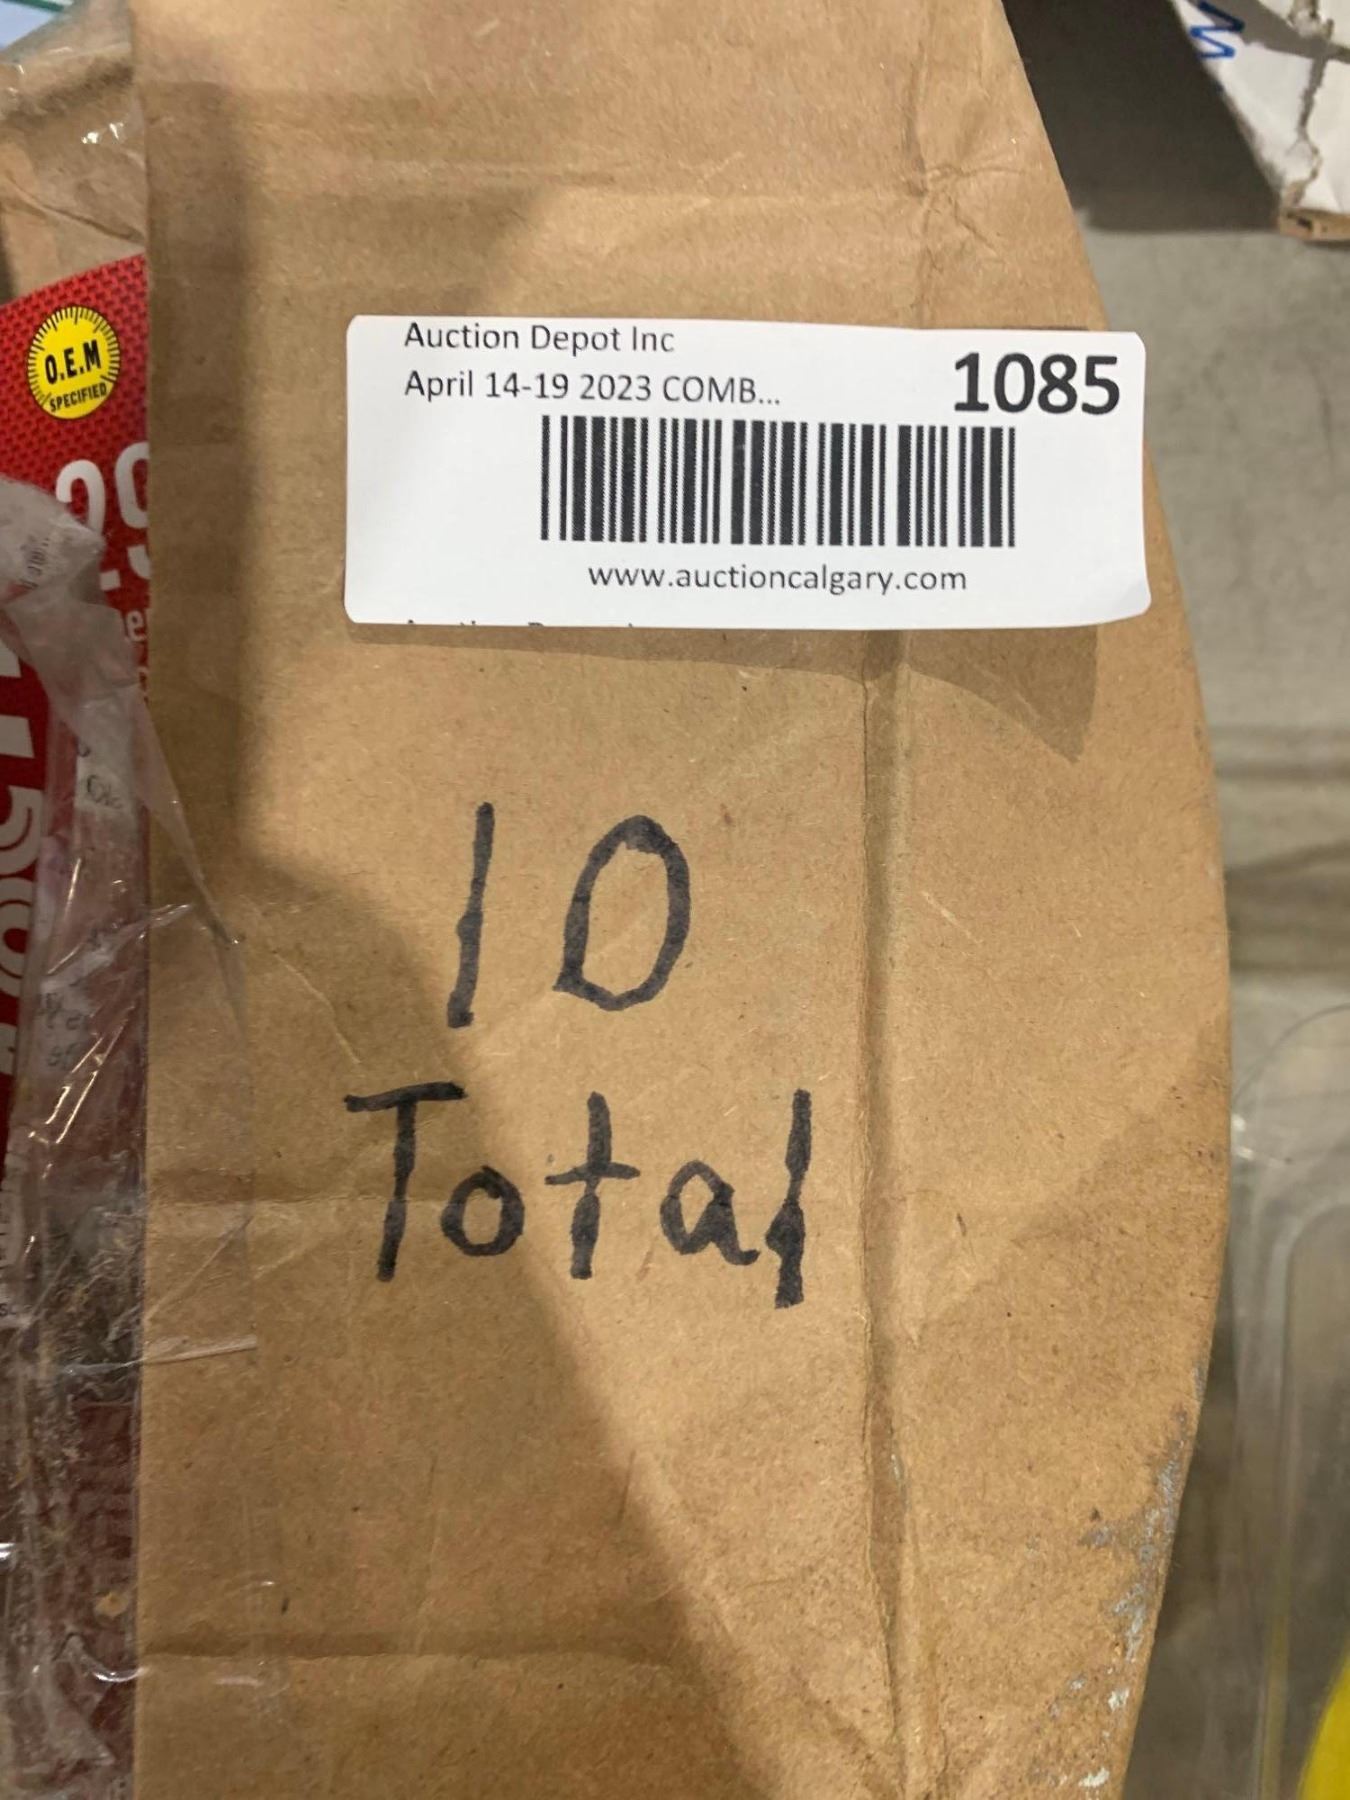 Auction Depot Inc
April 14-19 2023 COMB...
1085
www.auctioncalgary.com
O.E.M
SPECIFIED
10
Total